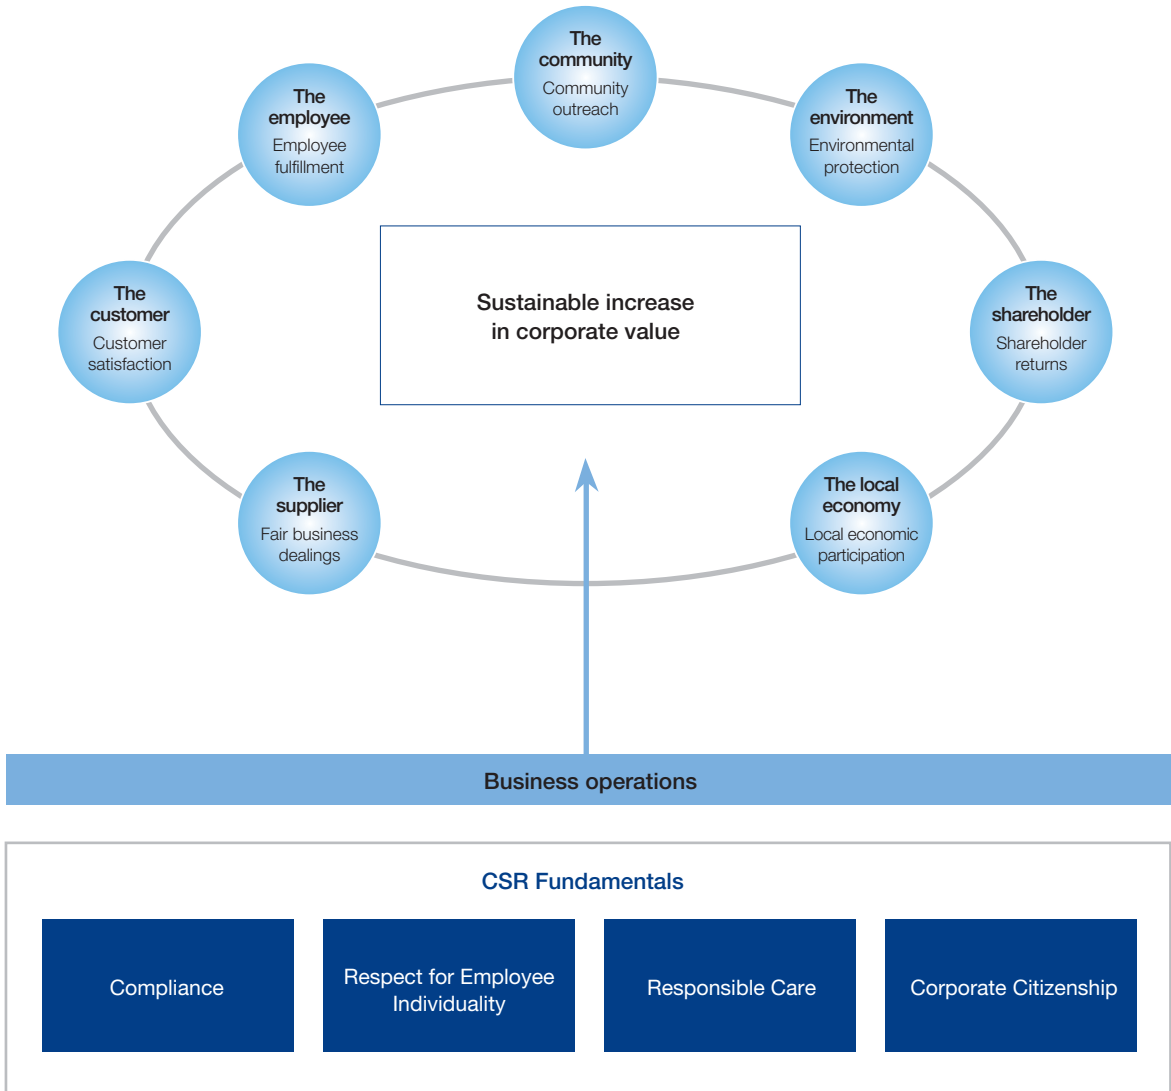 The
community
Community
outreach
The
employee
Employee
fulfillment
The
environment
Environmental
protection
The
customer
Customer
satisfaction
Sustainable increase
in corporate value
The
shareholder
Shareholder
returns
The
supplier
Fair business
dealings
The local
economy
Local economic
participation
Business operations
CSR Fundamentals
Compliance
Respect for Employee
Individuality
Responsible Care
Corporate Citizenship